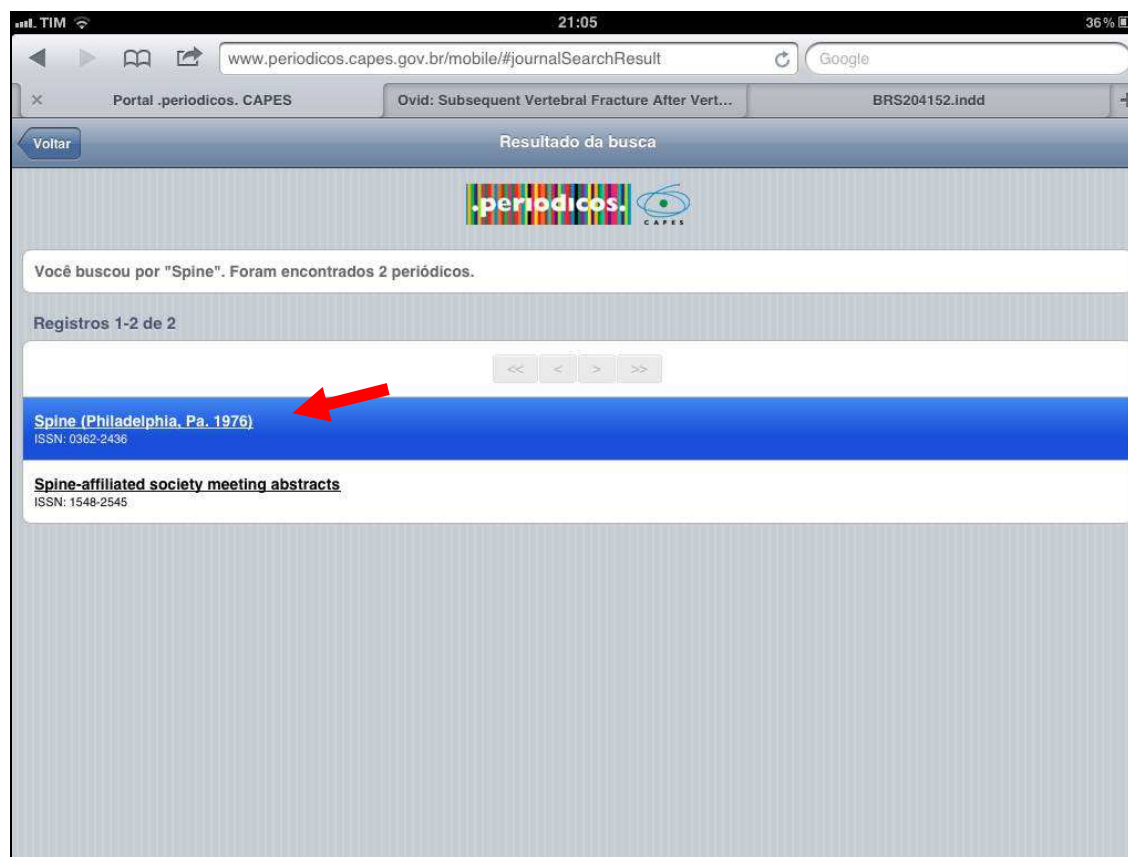 TIM 21:05 36%
www.periodicos.capes.gov.br/mobile/#journalSearchResult Google
Portal .periodicos. CAPES Ovid: Subsequent Vertebral Fracture After Vert... BRS204152.indd
Voltar Resultado da busca
.periodicos. CAPES
Você buscou por "Spine". Foram encontrados 2 periódicos.
Registros 1-2 de 2
<< < > >>
Spine (Philadelphia, Pa. 1976)
ISSN: 0362-2436
Spine-affiliated society meeting abstracts
ISSN: 1548-2545